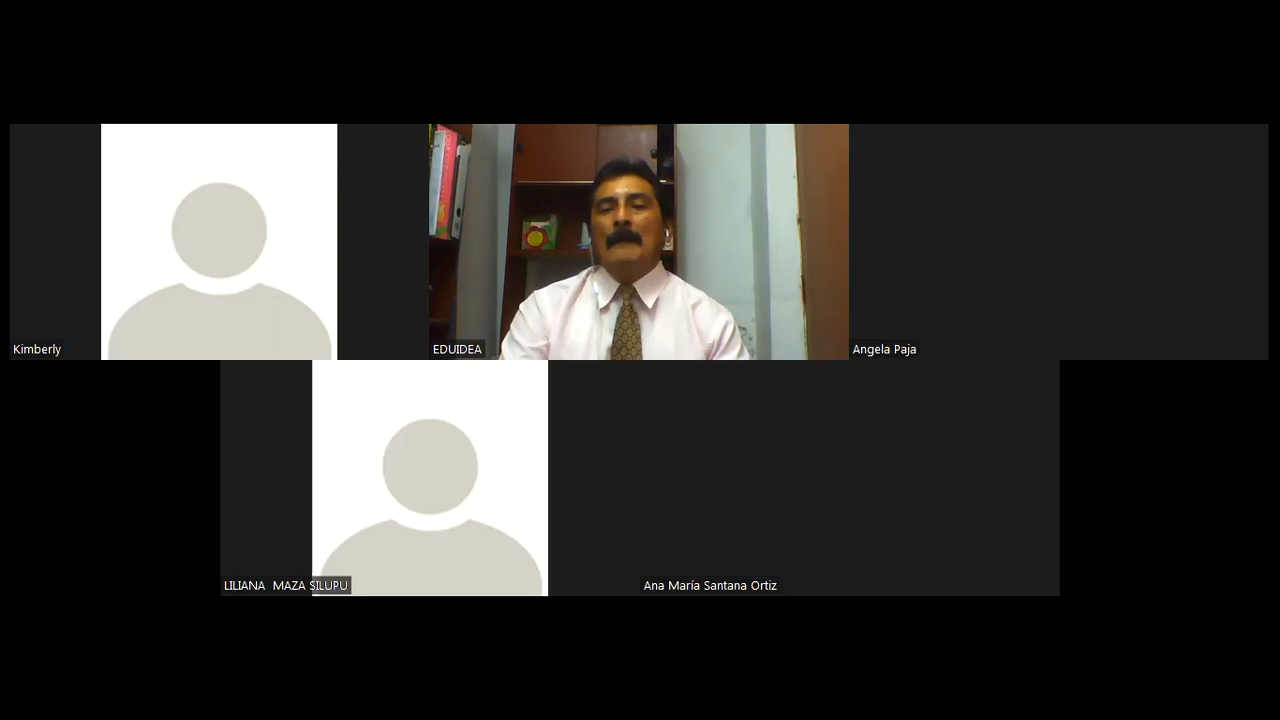 Kimberly
EDUIDEA
Angela Paja
LILIANA  MAZA SILUPU
Ana María Santana Ortiz